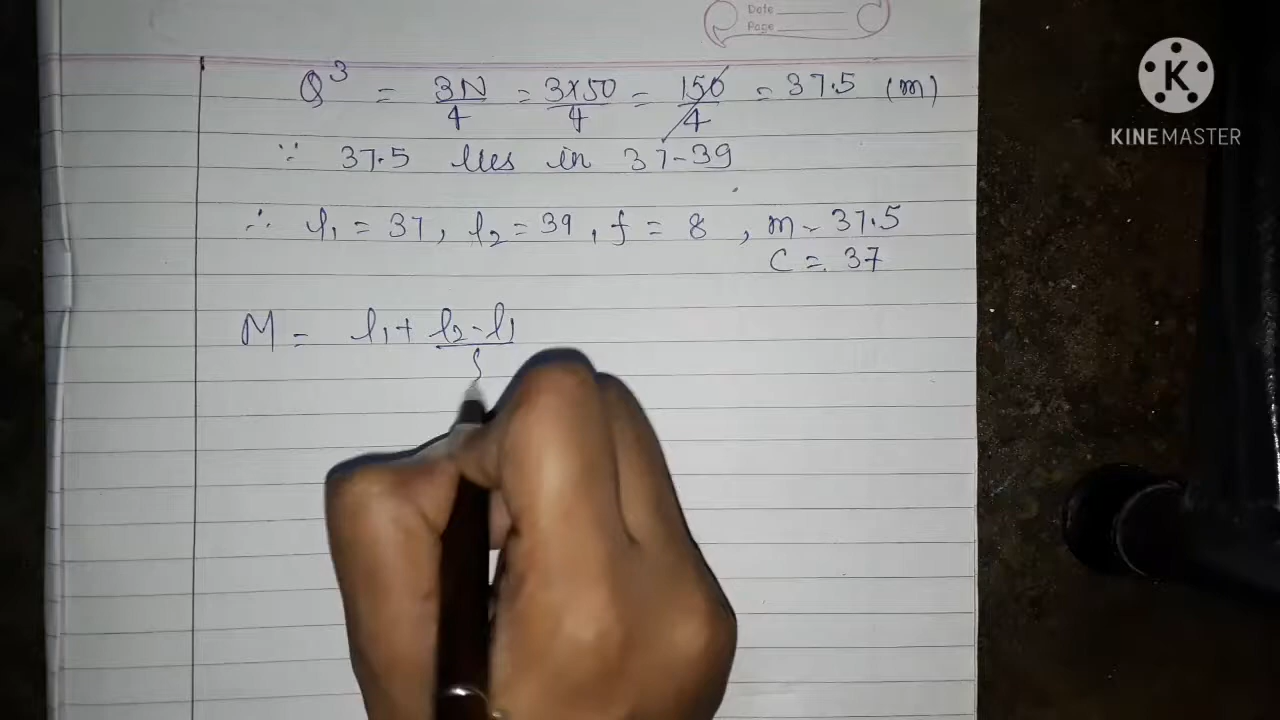 Date
Page
Q³ = 3N/4 = 3×50/4 = 150/4 = 37.5 (m)
∵ 37.5 lies in 37-39
∴ l₁ = 37, l₂ = 39, f = 8, m - 37.5
C = 37
M = l₁ + l₂-l₁/f
K
KINEMASTER